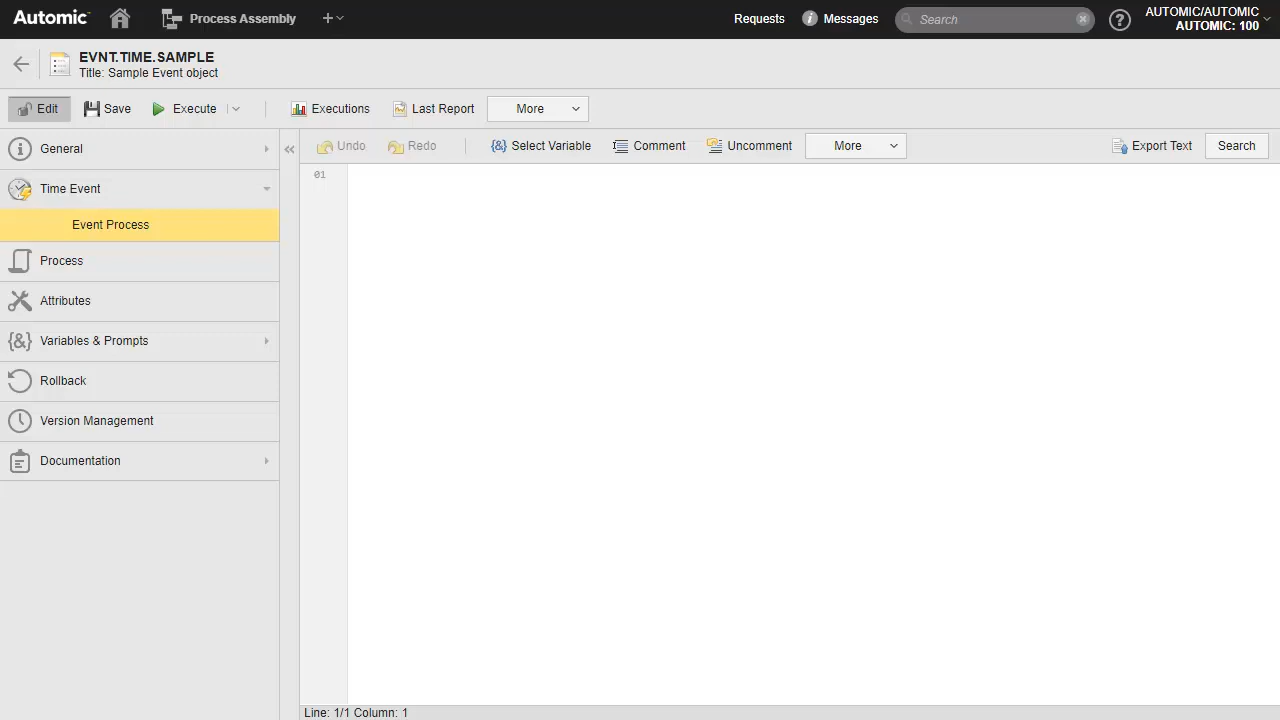 Automic
Process Assembly
+
Requests
Messages
Search
AUTOMIC/AUTOMIC
AUTOMIC: 100
EVNT.TIME.SAMPLE
Title: Sample Event object
Edit
Save
Execute
Executions
Last Report
More
General
Time Event
Event Process
Process
Attributes
Variables & Prompts
Rollback
Version Management
Documentation
Undo
Redo
{&} Select Variable
Comment
Uncomment
More
Export Text
Search
01
Line: 1/1 Column: 1